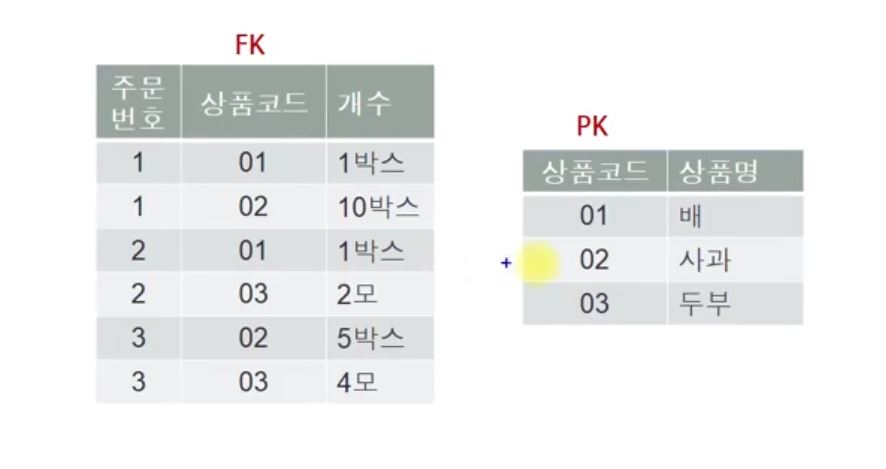 FK
주문번호 상품코드 개수
1 01 1박스
1 02 10박스
2 01 1박스
2 03 2모
3 02 5박스
3 03 4모
PK
상품코드 상품명
01 배
02 사과
03 두부